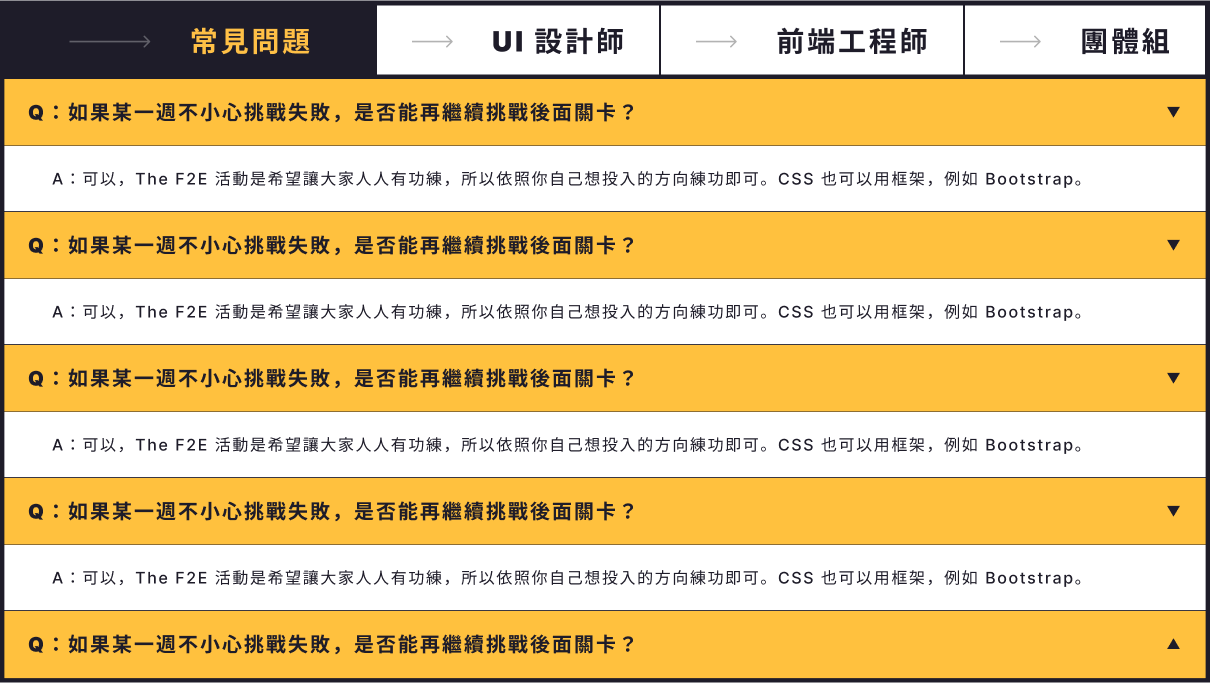 常見問題
UI 設計師
前端工程師
團體組
Q：如果某一週不小心挑戰失敗，是否能再繼續挑戰後面關卡？
A：可以，The F2E 活動是希望讓大家人人有功練，所以依照你自己想投入的方向練功即可。CSS 也可以用框架，例如 Bootstrap。
Q：如果某一週不小心挑戰失敗，是否能再繼續挑戰後面關卡？
A：可以，The F2E 活動是希望讓大家人人有功練，所以依照你自己想投入的方向練功即可。CSS 也可以用框架，例如 Bootstrap。
Q：如果某一週不小心挑戰失敗，是否能再繼續挑戰後面關卡？
A：可以，The F2E 活動是希望讓大家人人有功練，所以依照你自己想投入的方向練功即可。CSS 也可以用框架，例如 Bootstrap。
Q：如果某一週不小心挑戰失敗，是否能再繼續挑戰後面關卡？
A：可以，The F2E 活動是希望讓大家人人有功練，所以依照你自己想投入的方向練功即可。CSS 也可以用框架，例如 Bootstrap。
Q：如果某一週不小心挑戰失敗，是否能再繼續挑戰後面關卡？